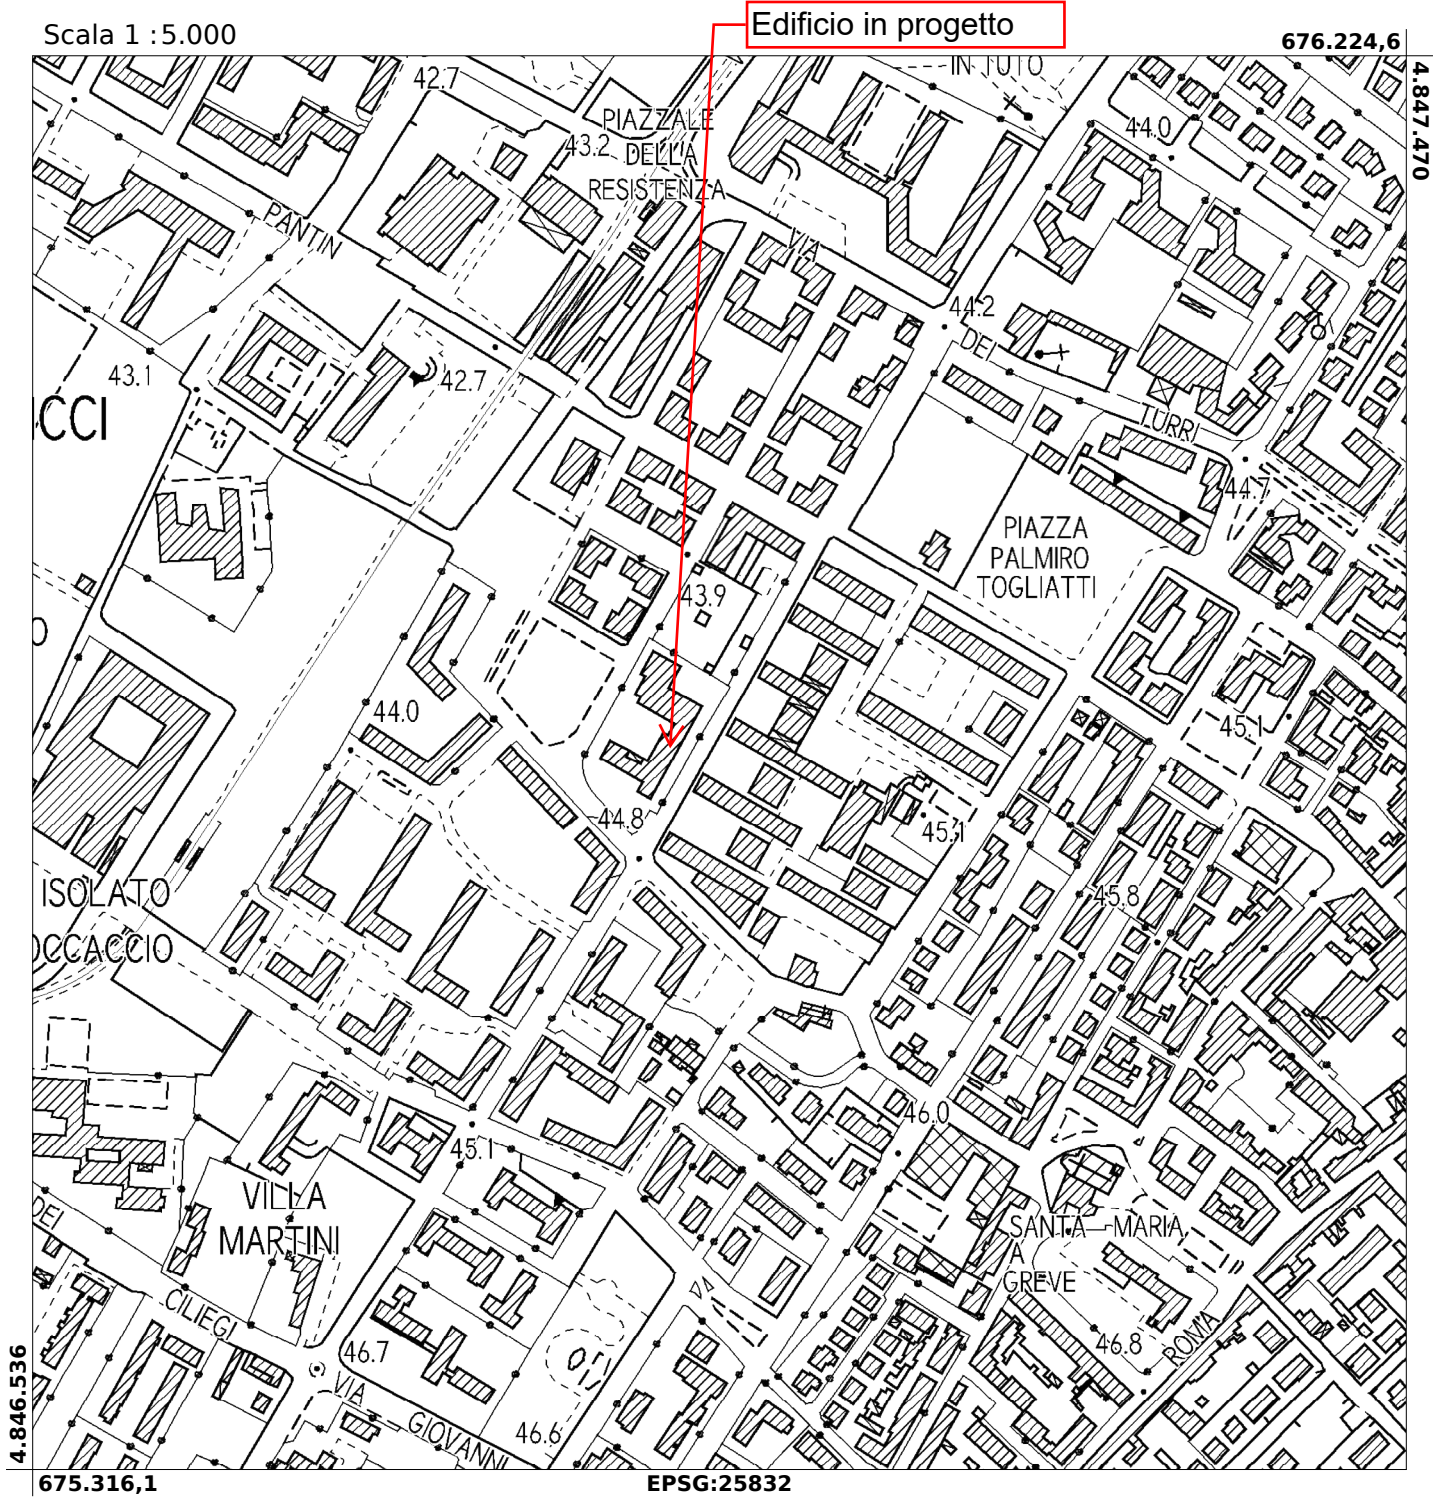 Edificio in progetto
Scala 1 :5.000
676.224,6
4.847.470
IN TUTO
42.7
PIAZZALE
DELLA
RESISTENZA
43.2
44.0
PANTIN
VIA
44.2
DEI
43.1
42.7
TURRI
ICCI
44.7
PIAZZA
PALMIRO
TOGLIATTI
43.9
O
44.0
45.1
44.8
45.1
ISOLATO
45.8
OCCACCIO
46.0
45.1
VILLA
MARTINI
DEI
SANTA MARIA
A
GREVE
VIA
CILIEGI
46.7
46.8
ROMA
VIA
GIOVANNI
46.6
4.846.536
675.316,1
EPSG:25832